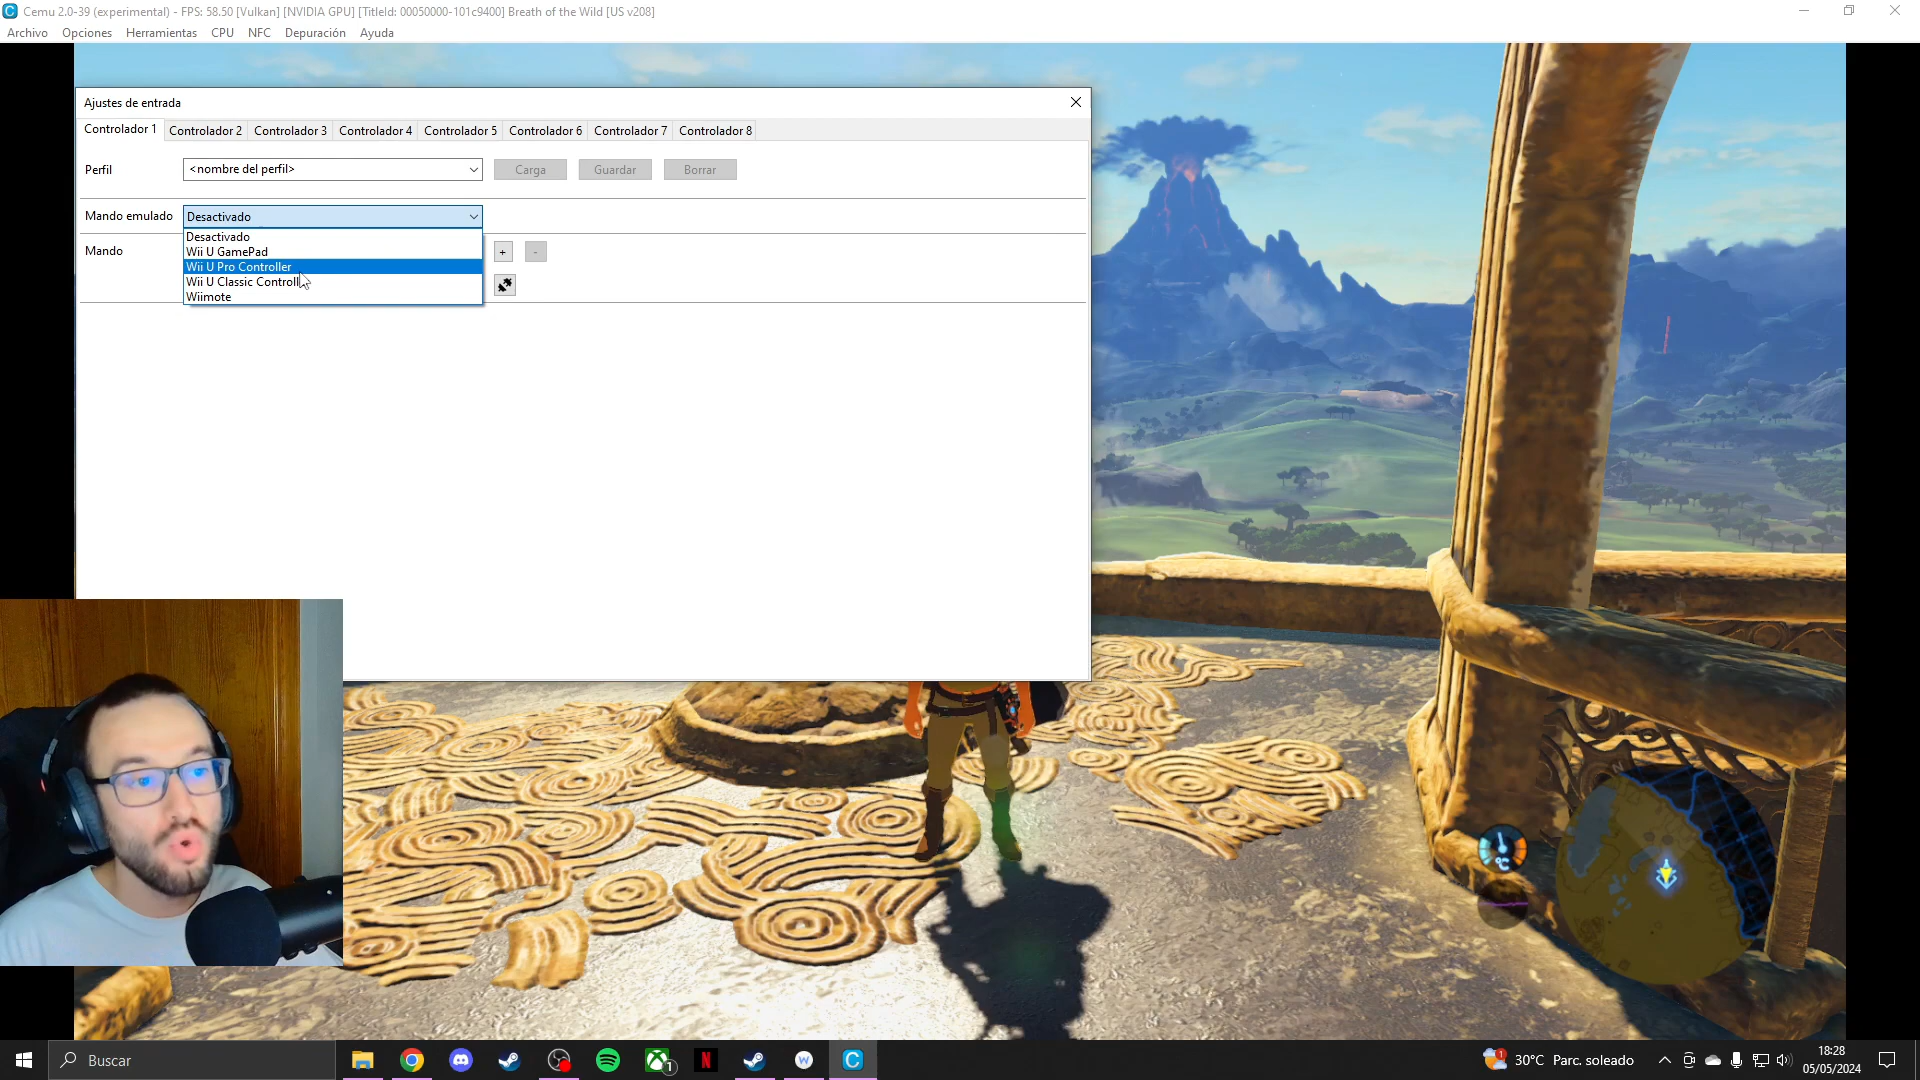 Cemu 2.0-39 (experimental) - FPS: 58.50 [Vulkan] [NVIDIA GPU] [TitleId: 00050000-101c9400] Breath of the Wild [US v208]
Archivo Opciones Herramientas CPU NFC Depuración Ayuda
Ajustes de entrada
Controlador 1 Controlador 2 Controlador 3 Controlador 4 Controlador 5 Controlador 6 Controlador 7 Controlador 8
Perfil <nombre del perfil> Carga Guardar Borrar
Mando emulado Desactivado
Desactivado
Wii U GamePad
Mando + -
Wii U Pro Controller
Wii U Classic Controll
Wiimote
°C
Buscar
1
W
C
1
30°C Parc. soleado
18:28
05/05/2024